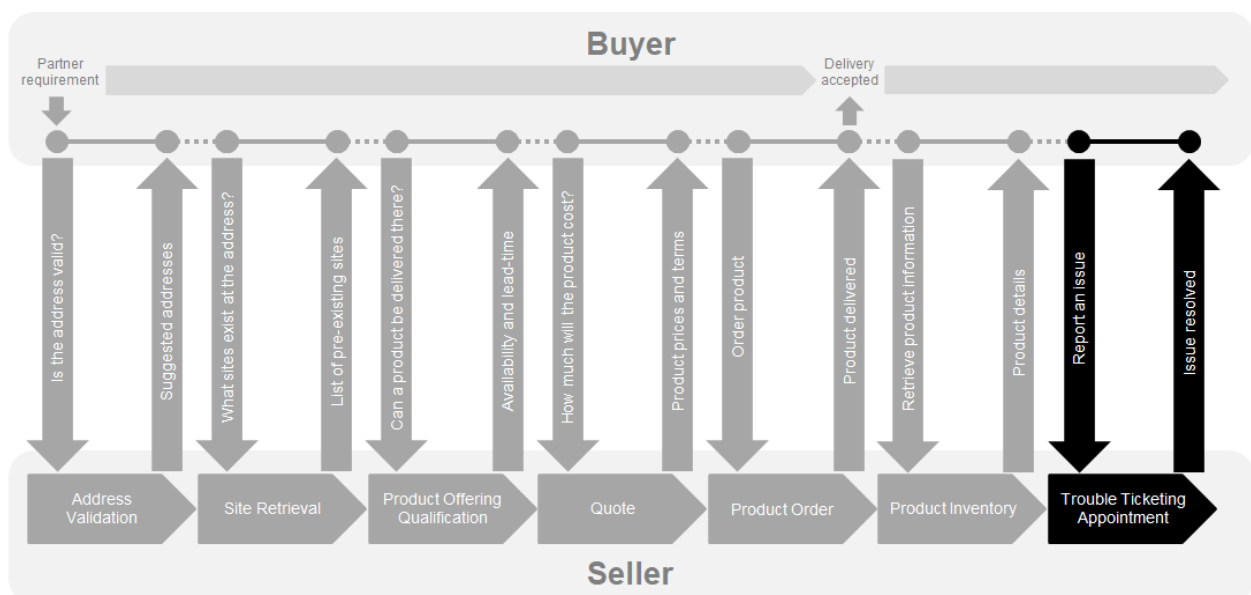 Buyer
Partner
requirement
Delivery
accepted
Is the address valid?
Suggested addresses
What sites exist at the address?
List of pre-existing sites
Can a product be delivered there?
Availability and lead-time
How much will the product cost?
Product prices and terms
Order product
Product delivered
Retrieve product information
Product details
Report an issue
Issue resolved
Address
Validation
Site Retrieval
Product Offering
Qualification
Quote
Product Order
Product Inventory
Trouble Ticketing
Appointment
Seller